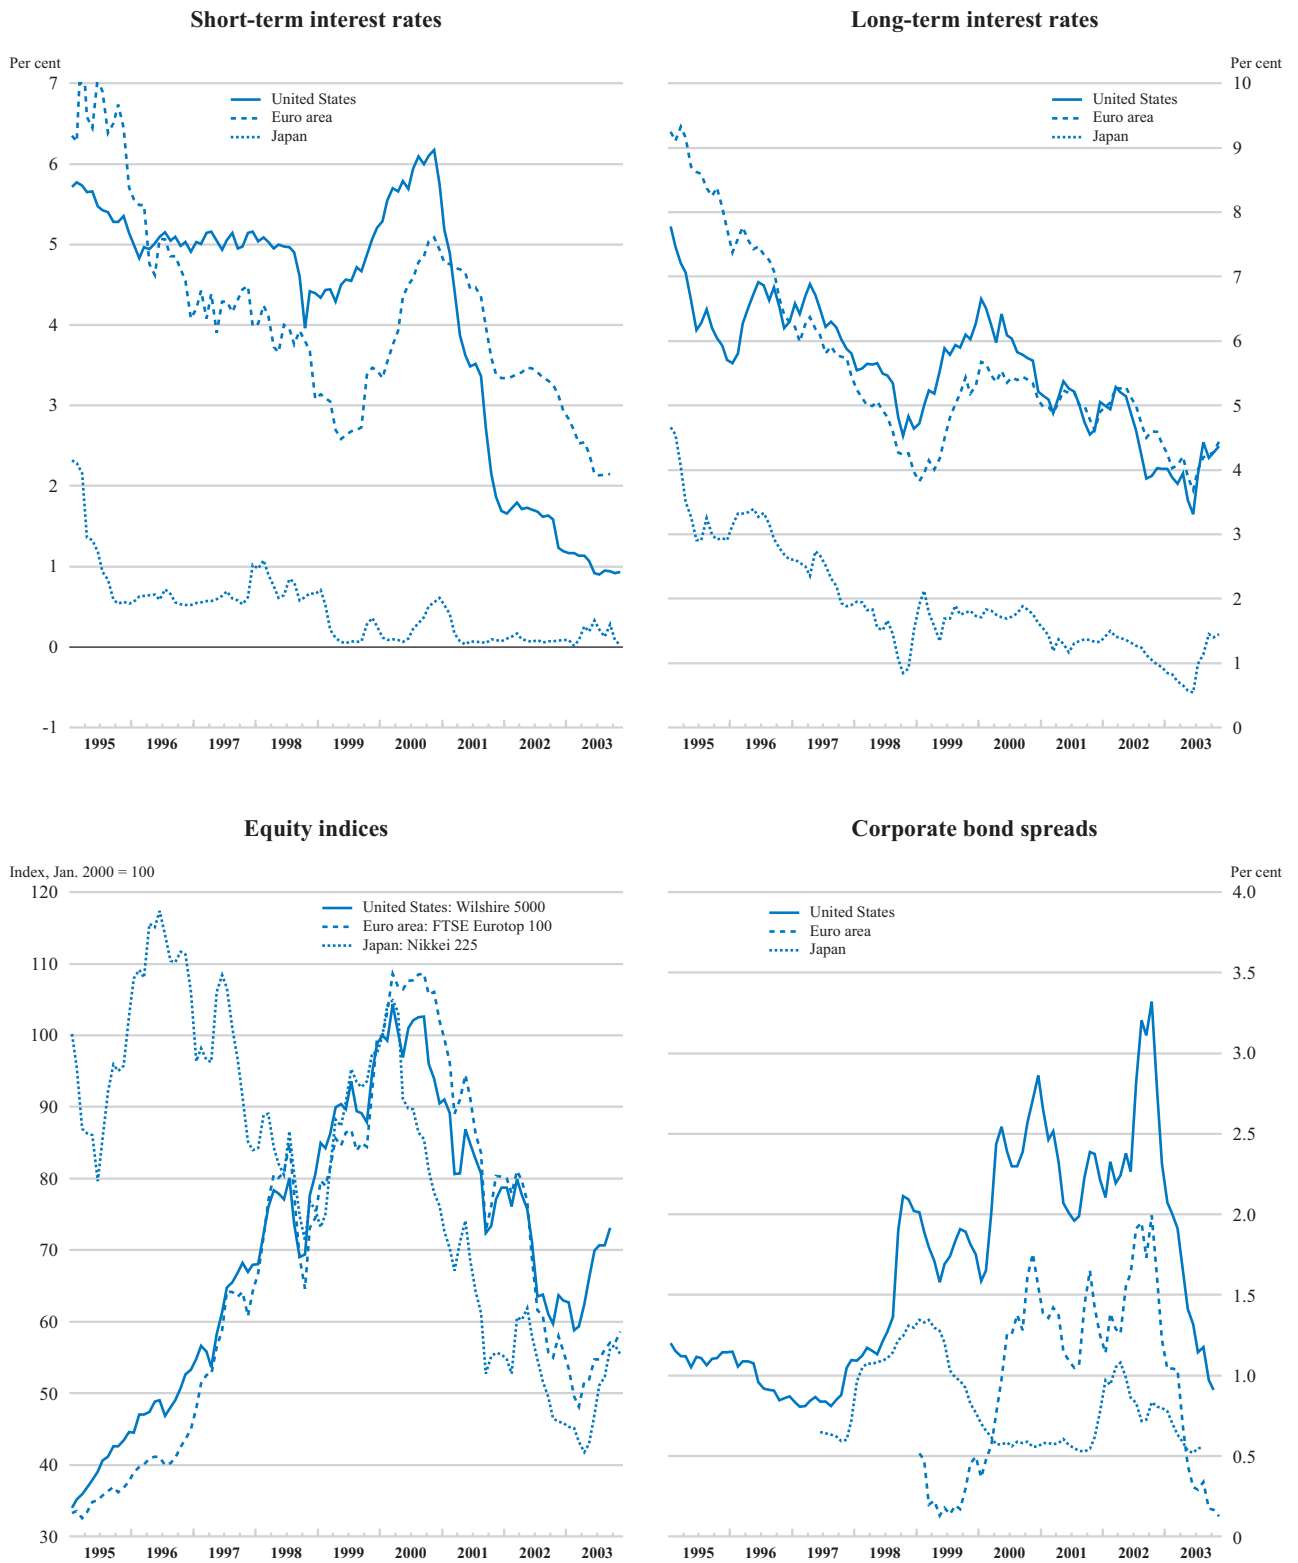 Short-term interest rates
Per cent
7
6
5
4
3
2
1
0
-1
United States
Euro area
Japan
1995 1996 1997 1998 1999 2000 2001 2002 2003
Long-term interest rates
Per cent
10
9
8
7
6
5
4
3
2
1
0
United States
Euro area
Japan
1995 1996 1997 1998 1999 2000 2001 2002 2003
Equity indices
Index, Jan. 2000 = 100
120
110
100
90
80
70
60
50
40
30
United States: Wilshire 5000
Euro area: FTSE Eurotop 100
Japan: Nikkei 225
1995 1996 1997 1998 1999 2000 2001 2002 2003
Corporate bond spreads
Per cent
4.0
3.5
3.0
2.5
2.0
1.5
1.0
0.5
0
United States
Euro area
Japan
1995 1996 1997 1998 1999 2000 2001 2002 2003